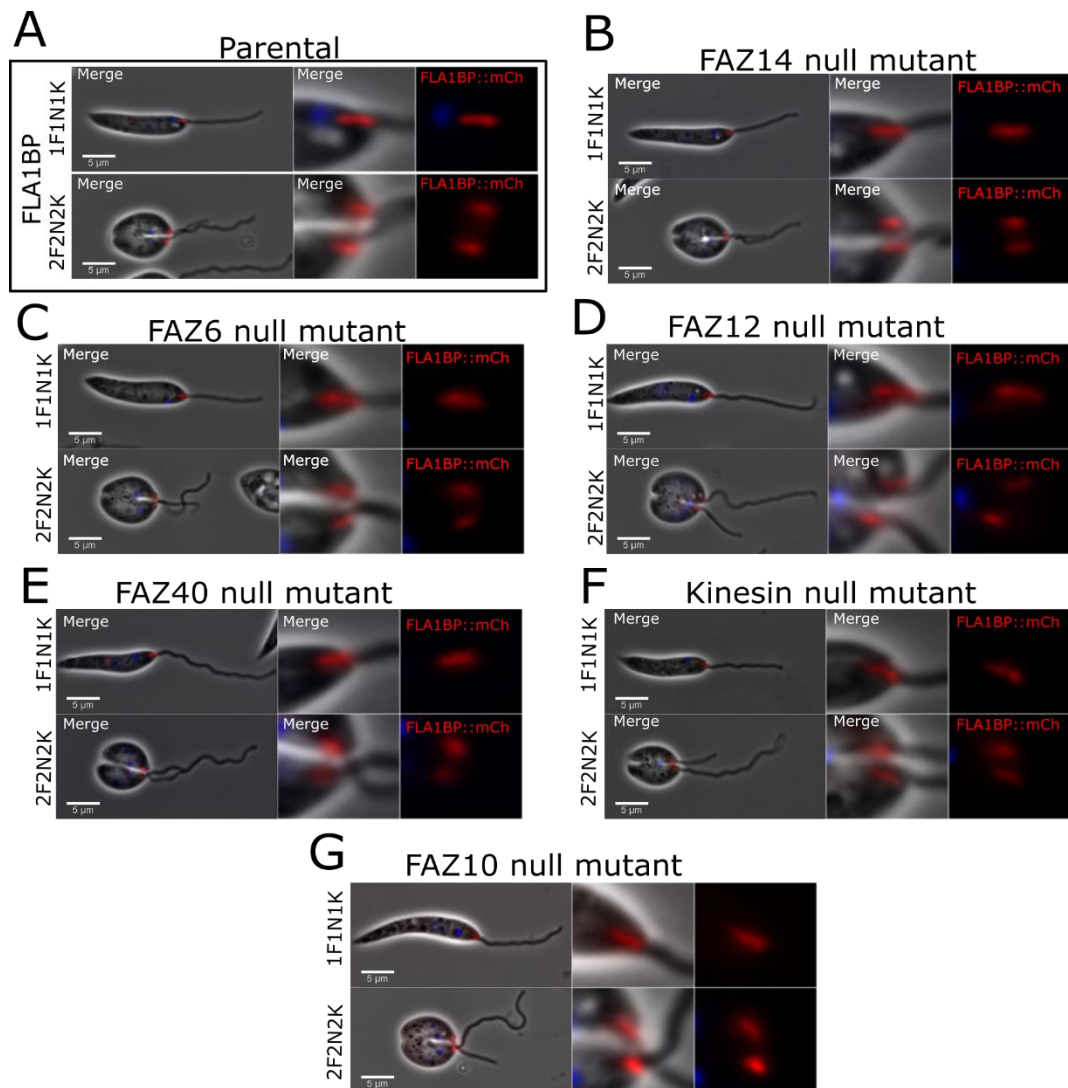 A
Parental
FLA1BP
1F1N1K
Merge
Merge
FLA1BP::mCh
5 µm
2F2N2K
Merge
Merge
FLA1BP::mCh
5 µm
B
FAZ14 null mutant
1F1N1K
Merge
Merge
FLA1BP::mCh
5 µm
2F2N2K
Merge
Merge
FLA1BP::mCh
5 µm
C
FAZ6 null mutant
1F1N1K
Merge
Merge
FLA1BP::mCh
5 µm
2F2N2K
Merge
Merge
FLA1BP::mCh
5 µm
D
FAZ12 null mutant
1F1N1K
Merge
Merge
FLA1BP::mCh
5 µm
2F2N2K
Merge
Merge
FLA1BP::mCh
5 µm
E
FAZ40 null mutant
1F1N1K
Merge
Merge
FLA1BP::mCh
5 µm
2F2N2K
Merge
Merge
FLA1BP::mCh
5 µm
F
Kinesin null mutant
1F1N1K
Merge
Merge
FLA1BP::mCh
5 µm
2F2N2K
Merge
Merge
FLA1BP::mCh
5 µm
G
FAZ10 null mutant
1F1N1K
5 µm
2F2N2K
5 µm